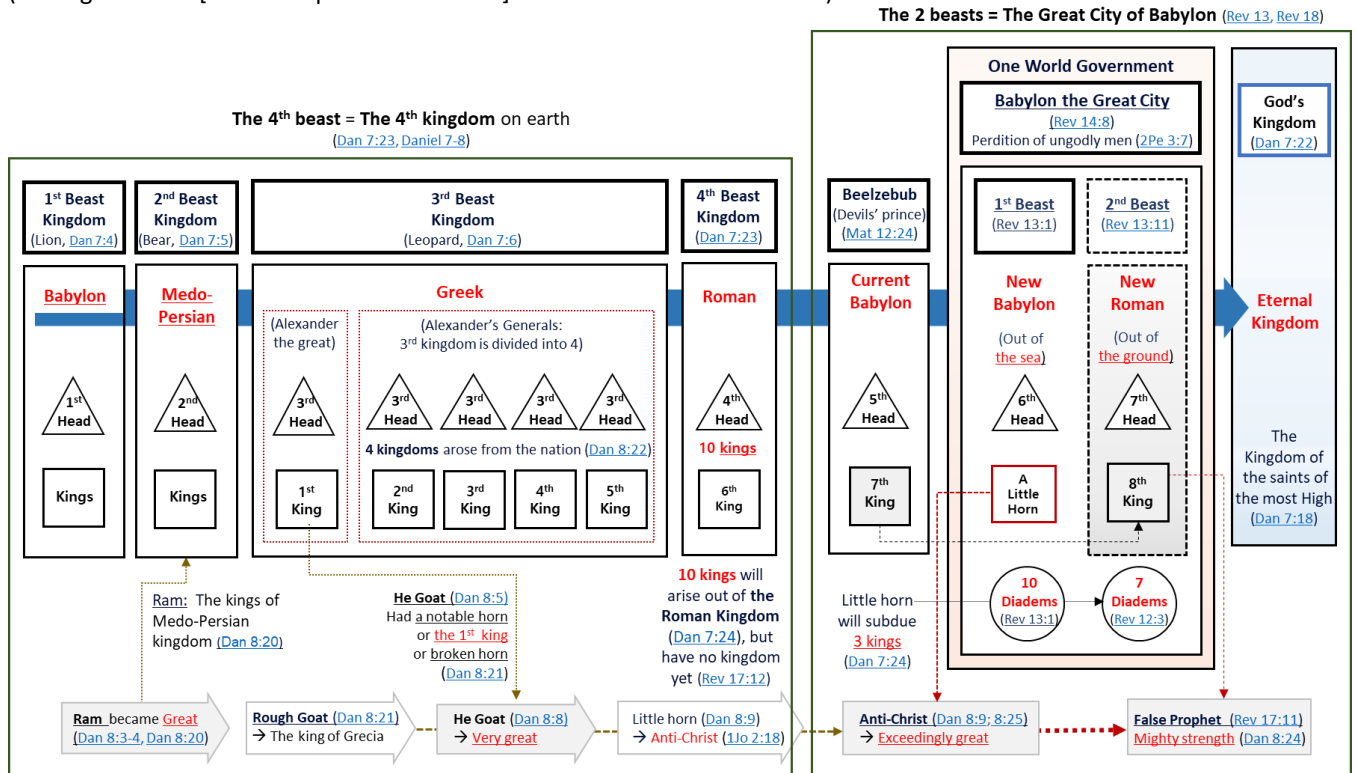 The 2 beasts = The Great City of Babylon (Rev 13, Rev 18)
The 4th beast = The 4th kingdom on earth
(Dan 7:23, Daniel 7-8)
1st Beast
Kingdom
(Lion, Dan 7:4)
2nd Beast
Kingdom
(Bear, Dan 7:5)
3rd Beast
Kingdom
(Leopard, Dan 7:6)
4th Beast
Kingdom
(Dan 7:23)
Babylon
Medo-
Persian
Greek
Roman
(Alexander
the great)
(Alexander's Generals:
3rd kingdom is divided into 4)
1st
Head
2nd
Head
3rd
Head
3rd
Head
3rd
Head
3rd
Head
3rd
Head
4th
Head
4 kingdoms arose from the nation (Dan 8:22)
10 kings
Kings
Kings
1st
King
2nd
King
3rd
King
4th
King
5th
King
6th
King
Ram: The kings of
Medo-Persian
kingdom (Dan 8:20)
He Goat (Dan 8:5)
Had a notable horn
or the 1st king
or broken horn
(Dan 8:21)
10 kings will
arise out of the
Roman Kingdom
(Dan 7:24), but
have no kingdom
yet (Rev 17:12)
Ram became Great
(Dan 8:3-4, Dan 8:20)
Rough Goat (Dan 8:21)
→ The king of Grecia
He Goat (Dan 8:8)
→ Very great
Little horn (Dan 8:9)
→ Anti-Christ (1Jo 2:18)
Beelzebub
(Devils' prince)
(Mat 12:24)
Current
Babylon
5th
Head
7th
King
One World Government
Babylon the Great City
(Rev 14:8)
Perdition of ungodly men (2Pe 3:7)
1st Beast
(Rev 13:1)
2nd Beast
(Rev 13:11)
New
Babylon
New
Roman
(Out of
the sea)
(Out of
the ground)
6th
Head
7th
Head
A
Little
Horn
8th
King
10
Diadems
(Rev 13:1)
7
Diadems
(Rev 12:3)
Little horn
will subdue
3 kings
(Dan 7:24)
Anti-Christ (Dan 8:9; 8:25)
→ Exceedingly great
False Prophet (Rev 17:11)
Mighty strength (Dan 8:24)
God's
Kingdom
(Dan 7:22)
Eternal
Kingdom
The
Kingdom of
the saints of
the most High
(Dan 7:18)